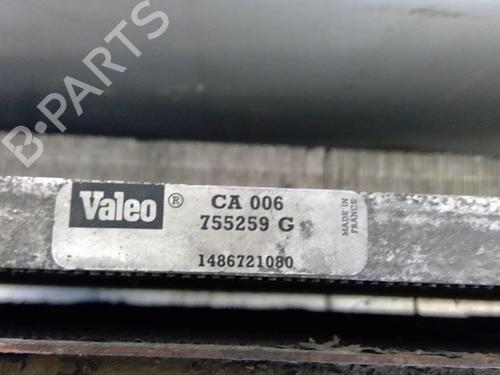 B-PARTS
Valeo ® CA 006
755259 G
1486721080
MADE IN
FRANCE